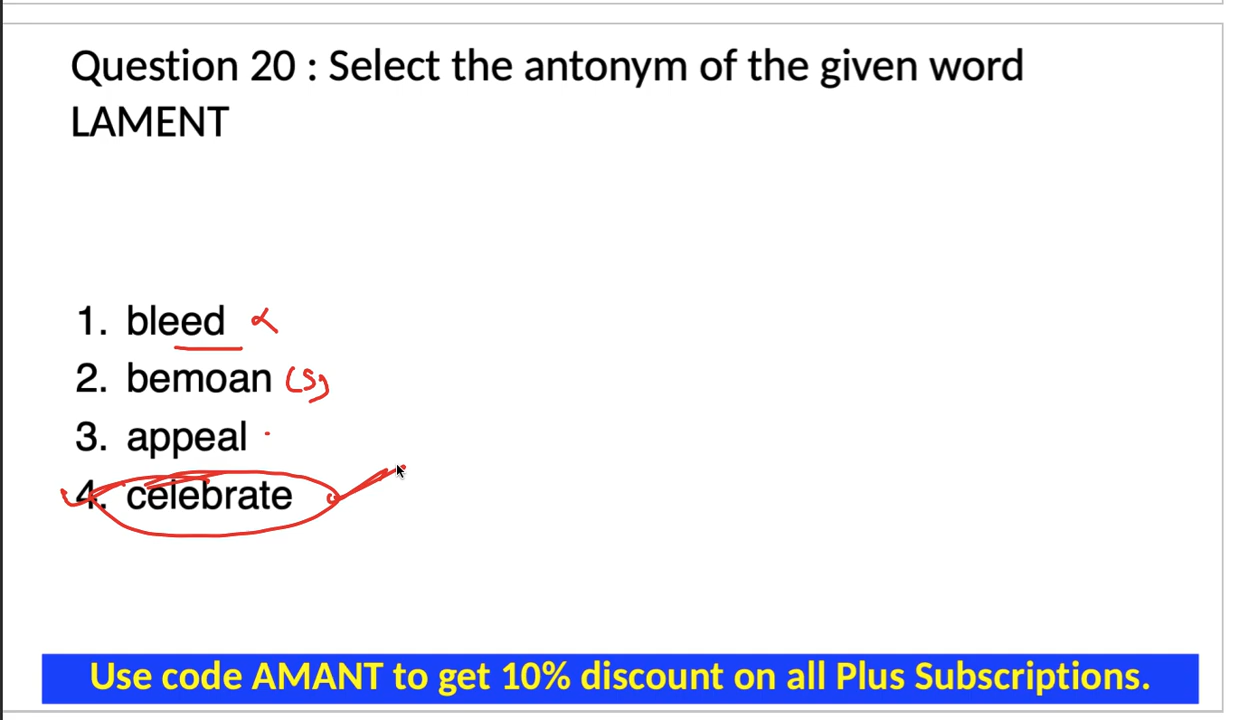 Question 20 : Select the antonym of the given word
LAMENT
1. bleed
2. bemoan (S)
3. appeal
4. celebrate
Use code AMANT to get 10% discount on all Plus Subscriptions.